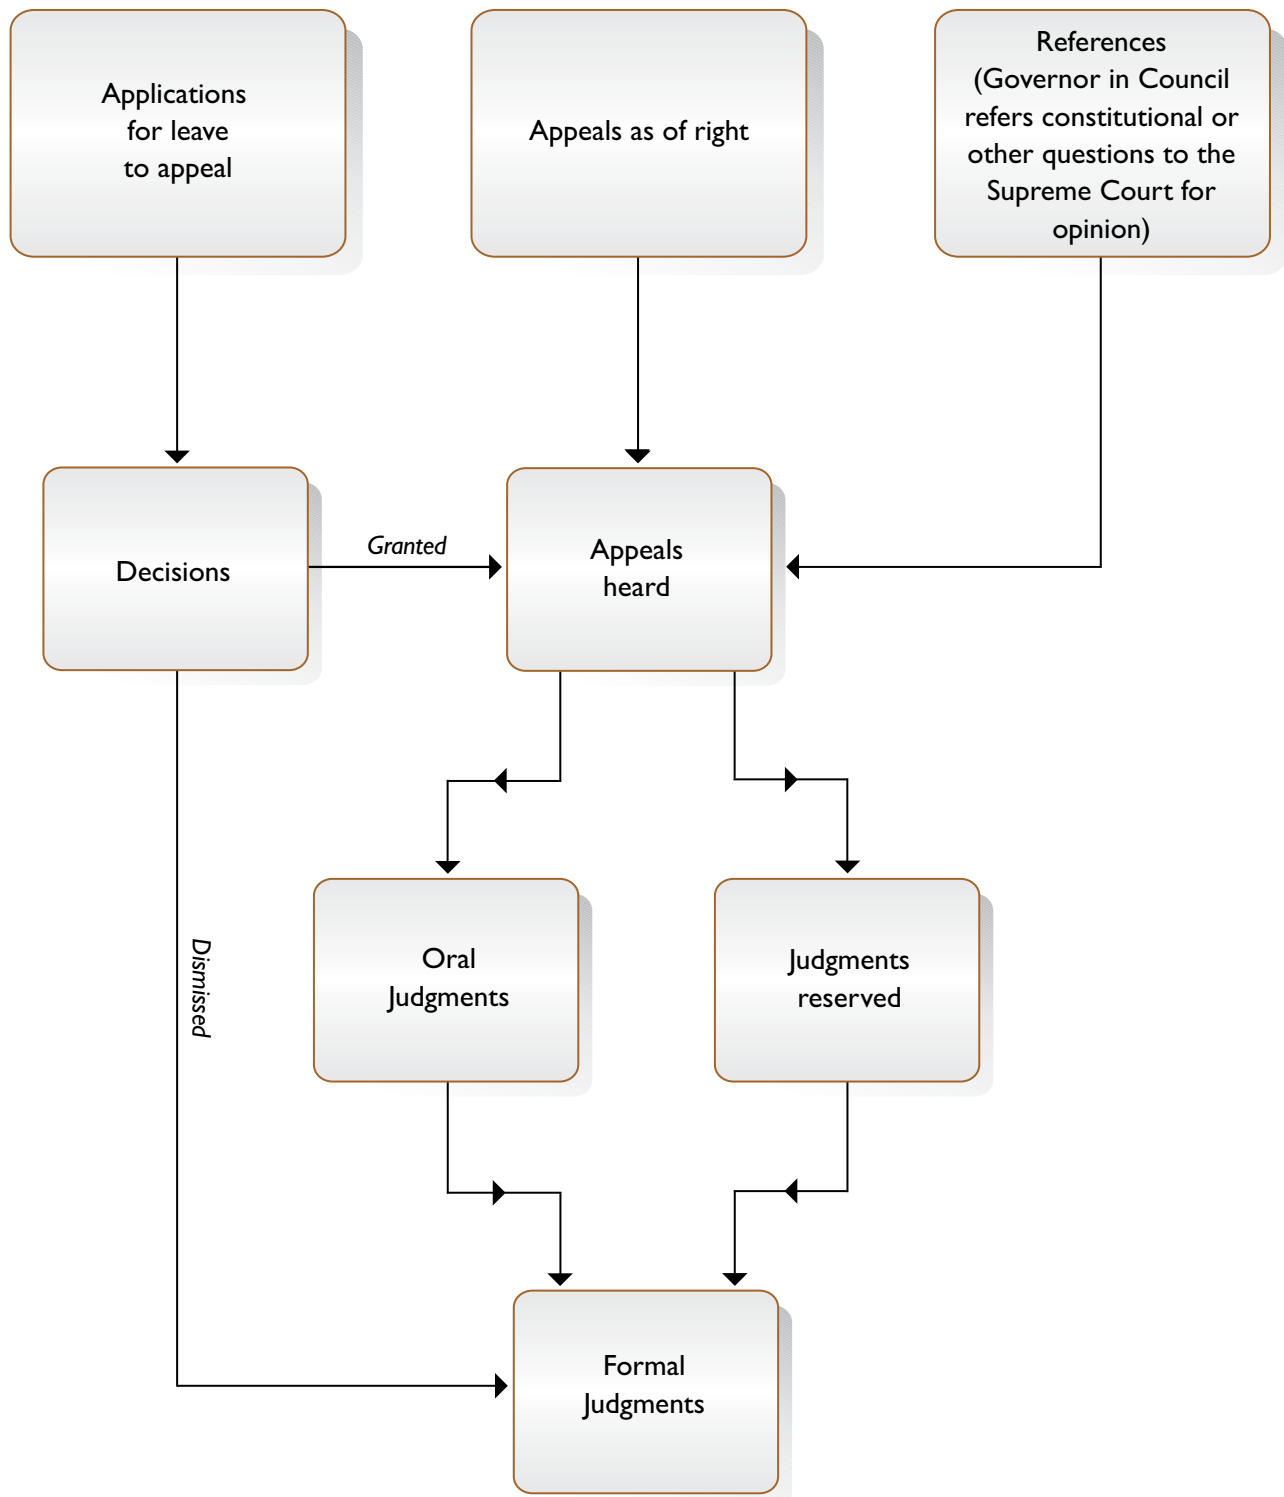 Applications
for leave
to appeal
Appeals as of right
References
(Governor in Council
refers constitutional or
other questions to the
Supreme Court for
opinion)
Decisions
Granted
Appeals
heard
Dismissed
Oral
Judgments
Judgments
reserved
Formal
Judgments